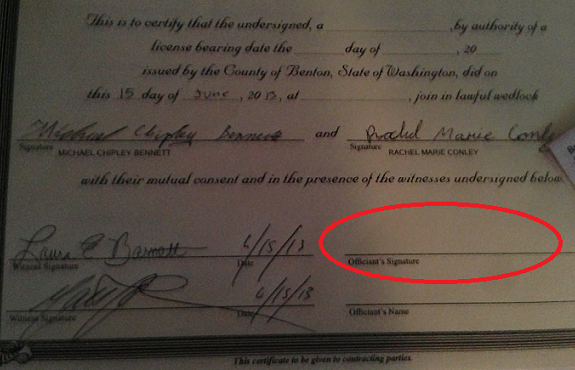 This is to certify that the undersigned, a ,by authority of a
license bearing date the day of , 20
issued by the County of Benton, State of Washington, did on
this 15 day of June , 2013, at , join in lawful wedlock
Michael Chipley Bennett and Rachel Marie Conley
Signature Signature
MICHAEL CHIPLEY BENNETT RACHEL MARIE CONLEY
with their mutual consent and in the presence of the witnesses undersigned below.
Laura E Barnett 6/15/13
Witness Signature Date Officiant's Signature
6/15/13
Witness Signature Date Officiant's Name
This certificate to be given to contracting parties.